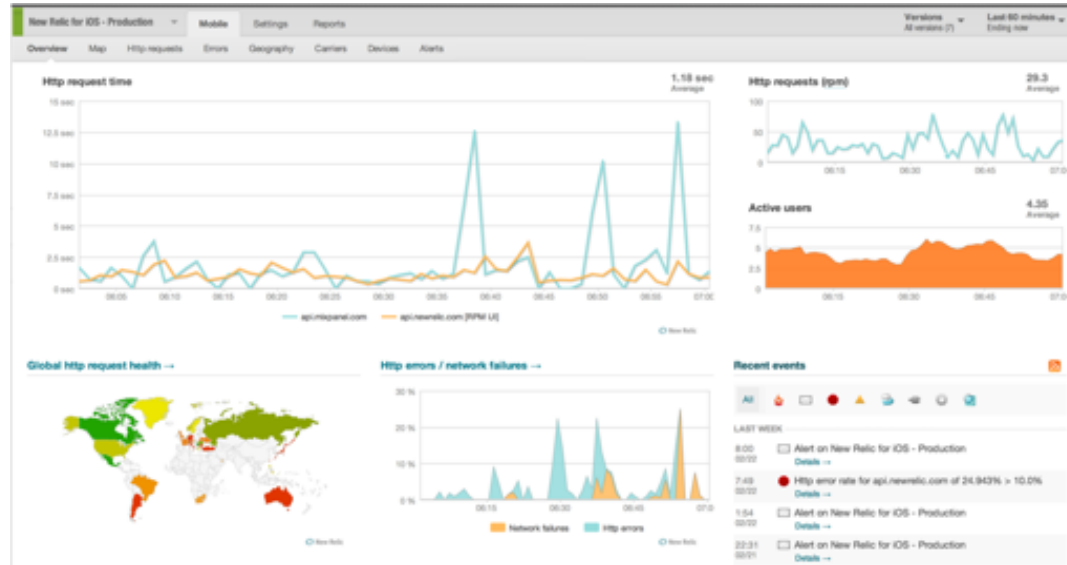 New Relic for iOS - Production Mobile Settings Reports Versions Last 60 minutes
All versions (7) Ending now
Overview Map Http requests Errors Geography Carriers Devices Alerts
Http request time 1.18 sec
Average
15 sec
12.5 sec
10 sec
7.5 sec
5 sec
2.5 sec
0 sec
06:05 06:10 06:15 06:20 06:25 06:30 06:35 06:40 06:45 06:50 06:55 07:00
api.mixpanel.com api.newrelic.com [RPM UI]
New Relic
Http requests (rpm) 29.3
Average
100
50
0
06:15 06:30 06:45 07:0
Active users 4.35
Average
7.5
5
2.5
0
06:15 06:30 06:45 07:0
Global http request health →
New Relic
Http errors / network failures →
30 %
20 %
10 %
0 %
06:15 06:30 06:45 07:0
Network failures Http errors
New Relic
Recent events
All
LAST WEEK
8:00 Alert on New Relic for iOS - Production
02/22 Details →
7:49 Http error rate for api.newrelic.com of 24.943% > 10.0%
02/22 Details →
1:54 Alert on New Relic for iOS - Production
02/22 Details →
22:31 Alert on New Relic for iOS - Production
02/21 Details →